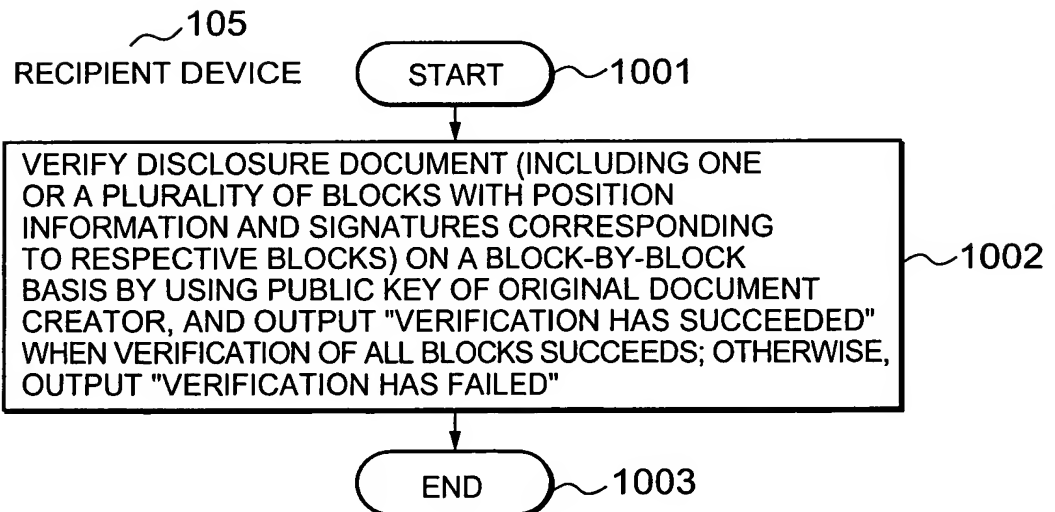 105
RECIPIENT DEVICE
START
1001
VERIFY DISCLOSURE DOCUMENT (INCLUDING ONE
OR A PLURALITY OF BLOCKS WITH POSITION
INFORMATION AND SIGNATURES CORRESPONDING
TO RESPECTIVE BLOCKS) ON A BLOCK-BY-BLOCK
BASIS BY USING PUBLIC KEY OF ORIGINAL DOCUMENT
CREATOR, AND OUTPUT "VERIFICATION HAS SUCCEEDED"
WHEN VERIFICATION OF ALL BLOCKS SUCCEEDS; OTHERWISE,
OUTPUT "VERIFICATION HAS FAILED"
1002
END
1003